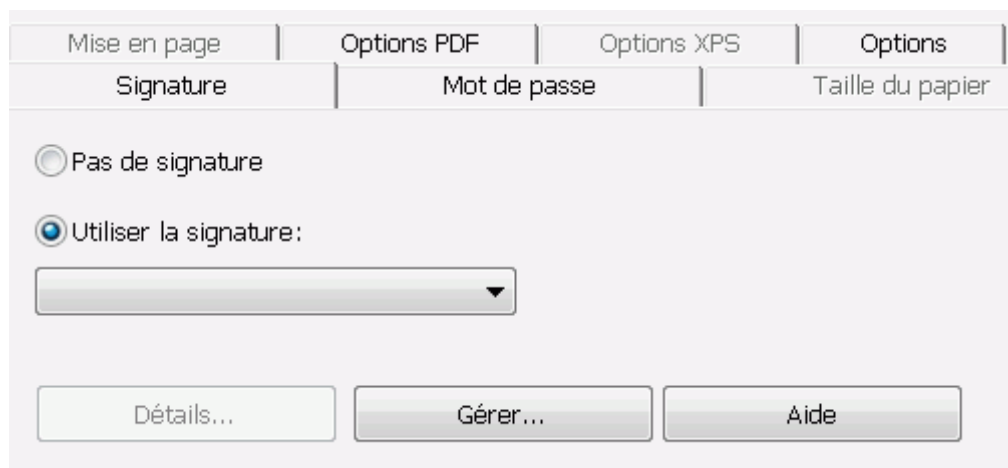 Mise en page Options PDF Options XPS Options
Signature Mot de passe Taille du papier
Pas de signature
Utiliser la signature:
Détails... Gérer... Aide